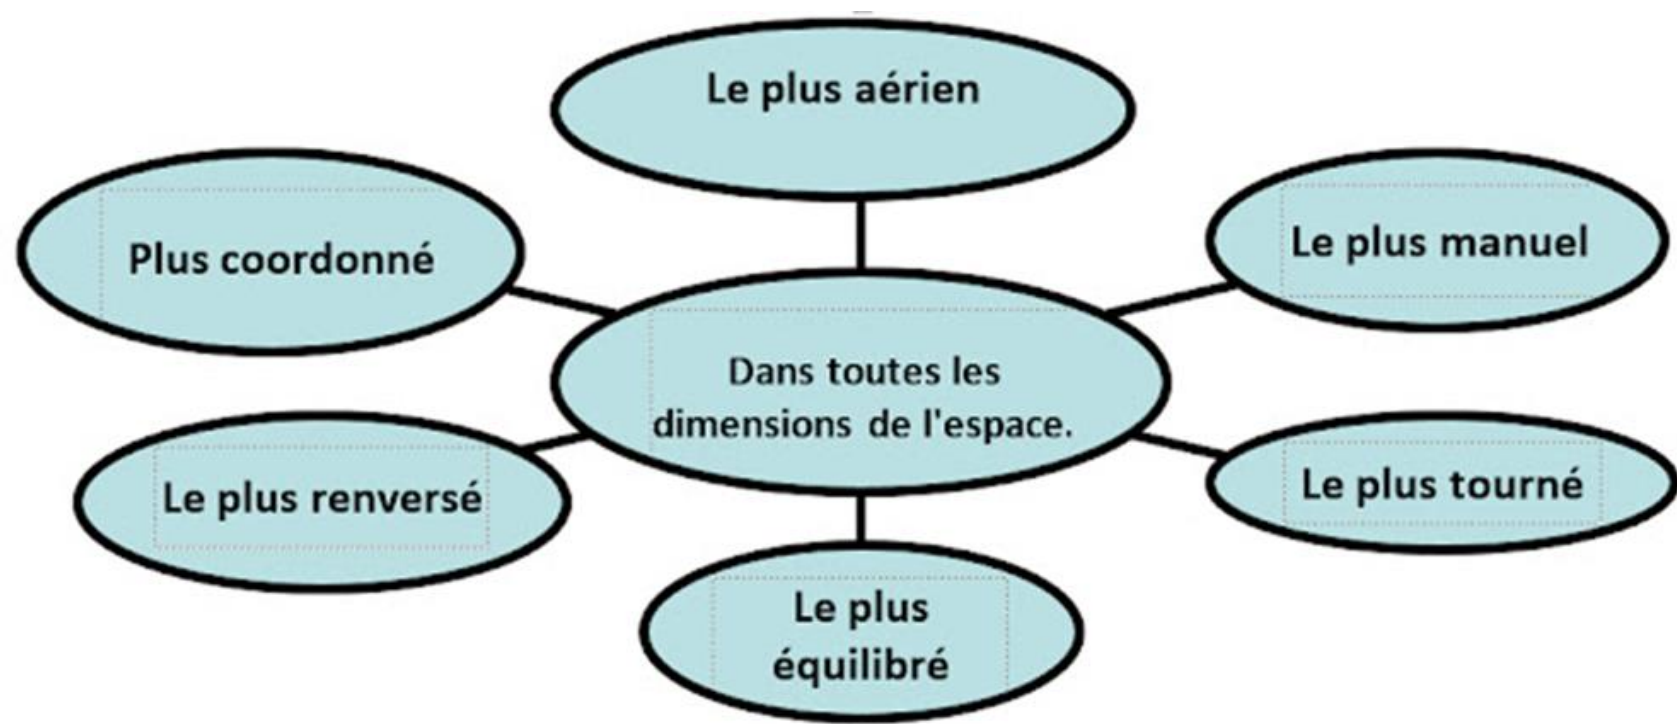 Le plus aérien
Plus coordonné
Le plus manuel
Dans toutes les
dimensions de l'espace.
Le plus renversé
Le plus tourné
Le plus
équilibré